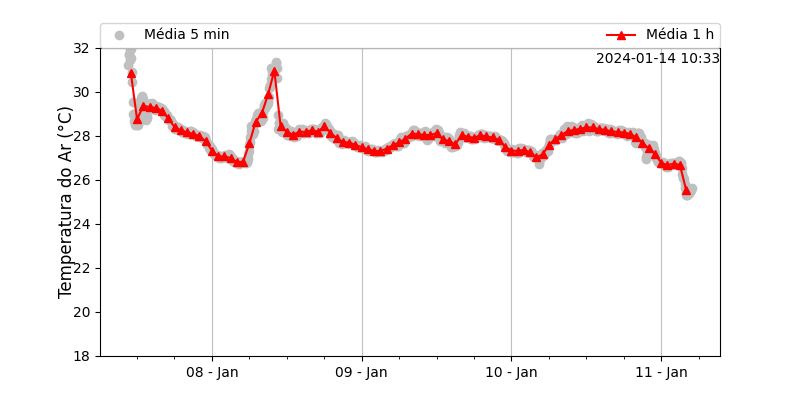 Média 5 min
Média 1 h
2024-01-14 10:33
Temperatura do Ar (°C)
32
30
28
26
24
22
20
18
08 - Jan
09 - Jan
10 - Jan
11 - Jan